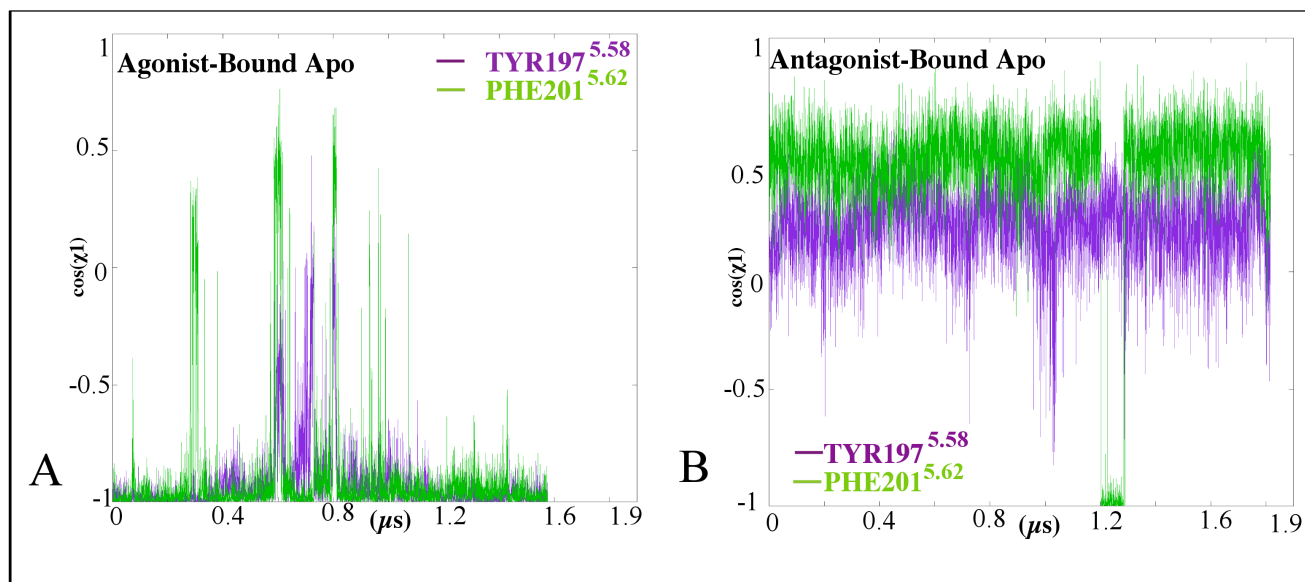 Agonist-Bound Apo
TYR197^5.58
PHE201^5.62
1
0.5
0
-0.5
-1
cos(χ1)
0 0.4 0.8 1.2 1.6 1.9
(µs)
A
Antagonist-Bound Apo
1
0.5
0
-0.5
-1
cos(χ1)
TYR197^5.58
PHE201^5.62
0 0.4 0.8 1.2 1.6 1.9
(µs)
B